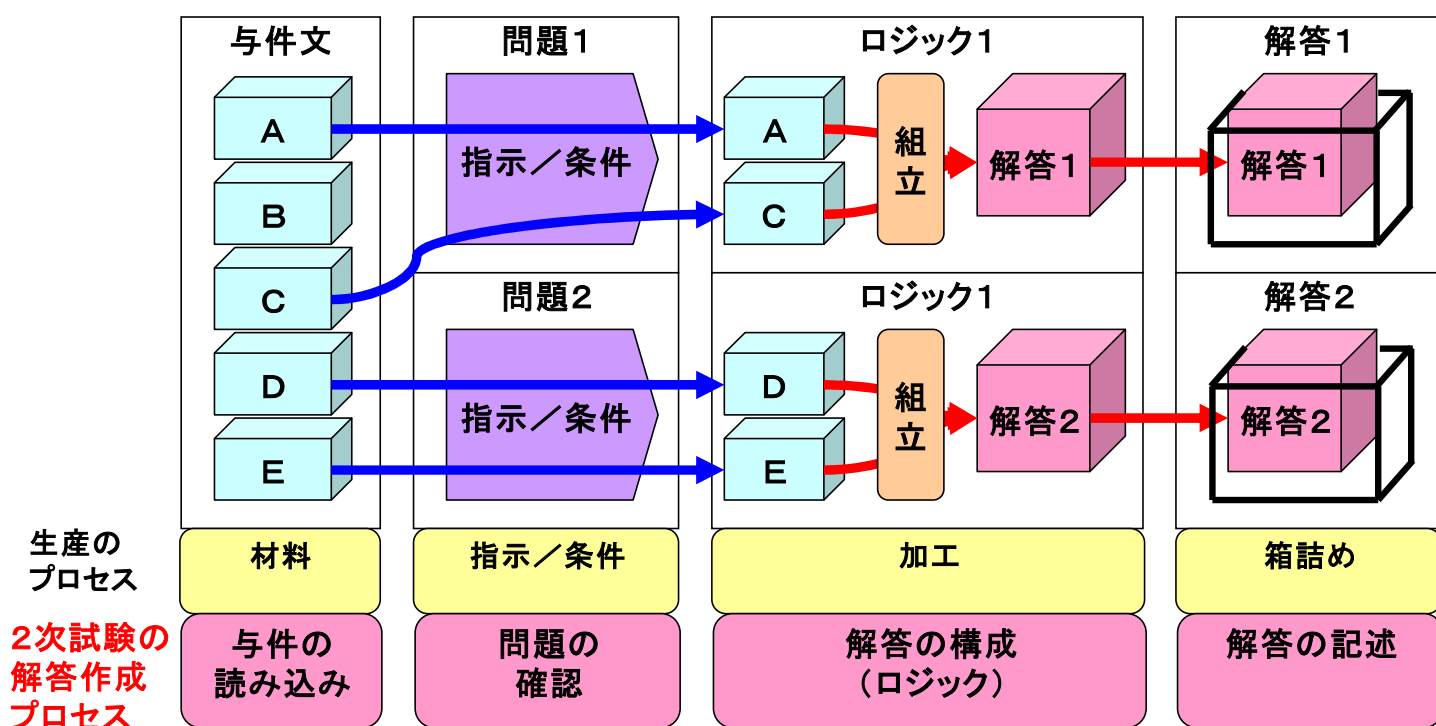 与件文
A
B
C
D
E
問題１
指示／条件
問題２
指示／条件
ロジック１
A
C
組
立
解答１
ロジック１
D
E
組
立
解答２
解答１
解答１
解答２
解答２
生産の
プロセス
材料
指示／条件
加工
箱詰め
２次試験の
解答作成
プロセス
与件の
読み込み
問題の
確認
解答の構成
（ロジック）
解答の記述